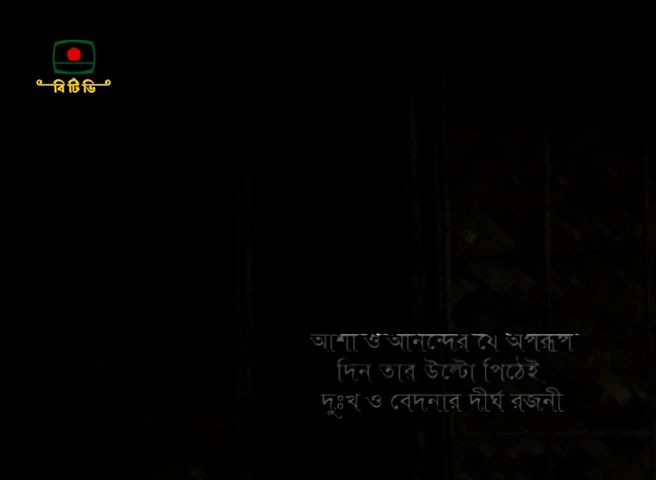 বিটিভি
আশা ও আনন্দের যে অপরূপ
দিন তার উল্টো পিঠেই
দুঃখ ও বেদনার দীর্ঘ রজনী